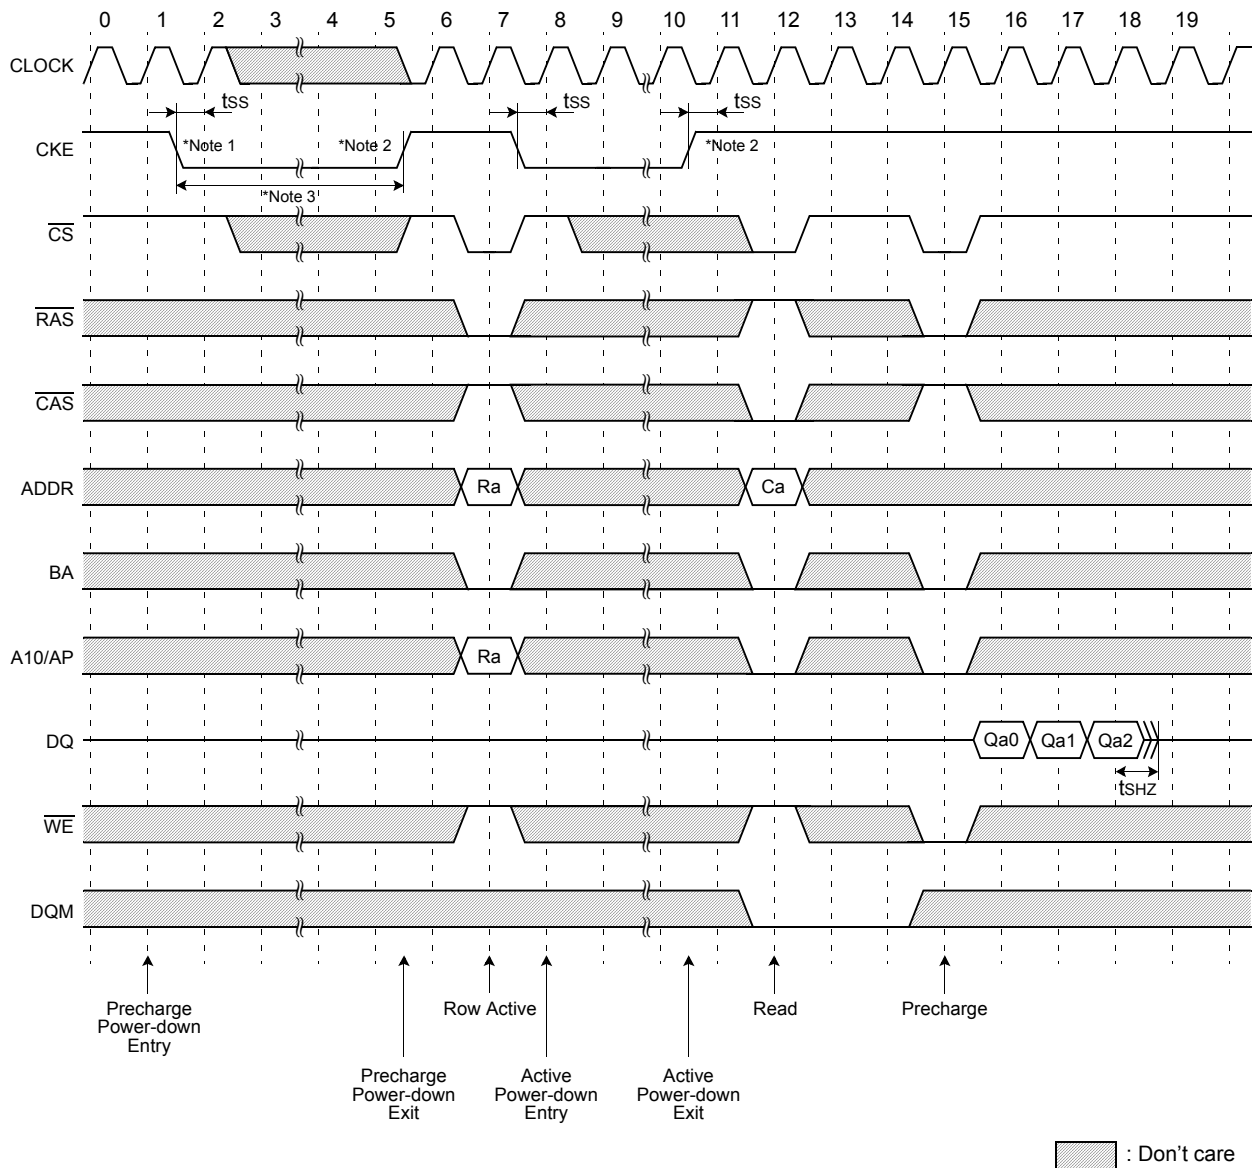 0 1 2 3 4 5 6 7 8 9 10 11 12 13 14 15 16 17 18 19
CLOCK
tSS tSS tSS
CKE *Note 1 *Note 2 *Note 2
*Note 3
CS
RAS
CAS
ADDR Ra Ca
BA
A10/AP Ra
DQ Qa0 Qa1 Qa2
tSHZ
WE
DQM
Precharge
Power-down
Entry
Row Active
Read
Precharge
Precharge
Power-down
Exit
Active
Power-down
Entry
Active
Power-down
Exit
: Don't care